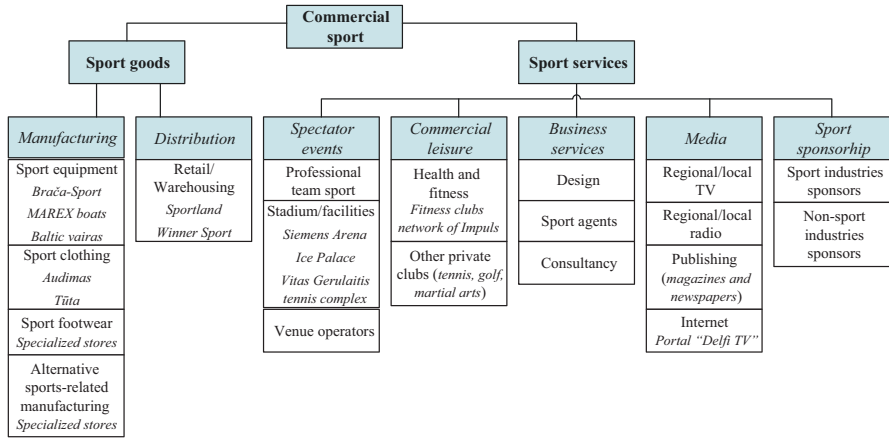 Commercial
sport
Sport goods
Sport services
Manufacturing
Sport equipment
Brača-Sport
MAREX boats
Baltic vairas
Sport clothing
Audimas
Tūta
Sport footwear
Specialized stores
Alternative
sports-related
manufacturing
Specialized stores
Distribution
Retail/
Warehousing
Sportland
Winner Sport
Spectator
events
Professional
team sport
Stadium/facilities
Siemens Arena
Ice Palace
Vitas Gerulaitis
tennis complex
Venue operators
Commercial
leisure
Health and
fitness
Fitness clubs
network of Impuls
Other private
clubs (tennis, golf,
martial arts)
Business
services
Design
Sport agents
Consultancy
Media
Regional/local
TV
Regional/local
radio
Publishing
(magazines and
newspapers)
Internet
Portal “Delfi TV”
Sport
sponsorhip
Sport industries
sponsors
Non-sport
industries
sponsors